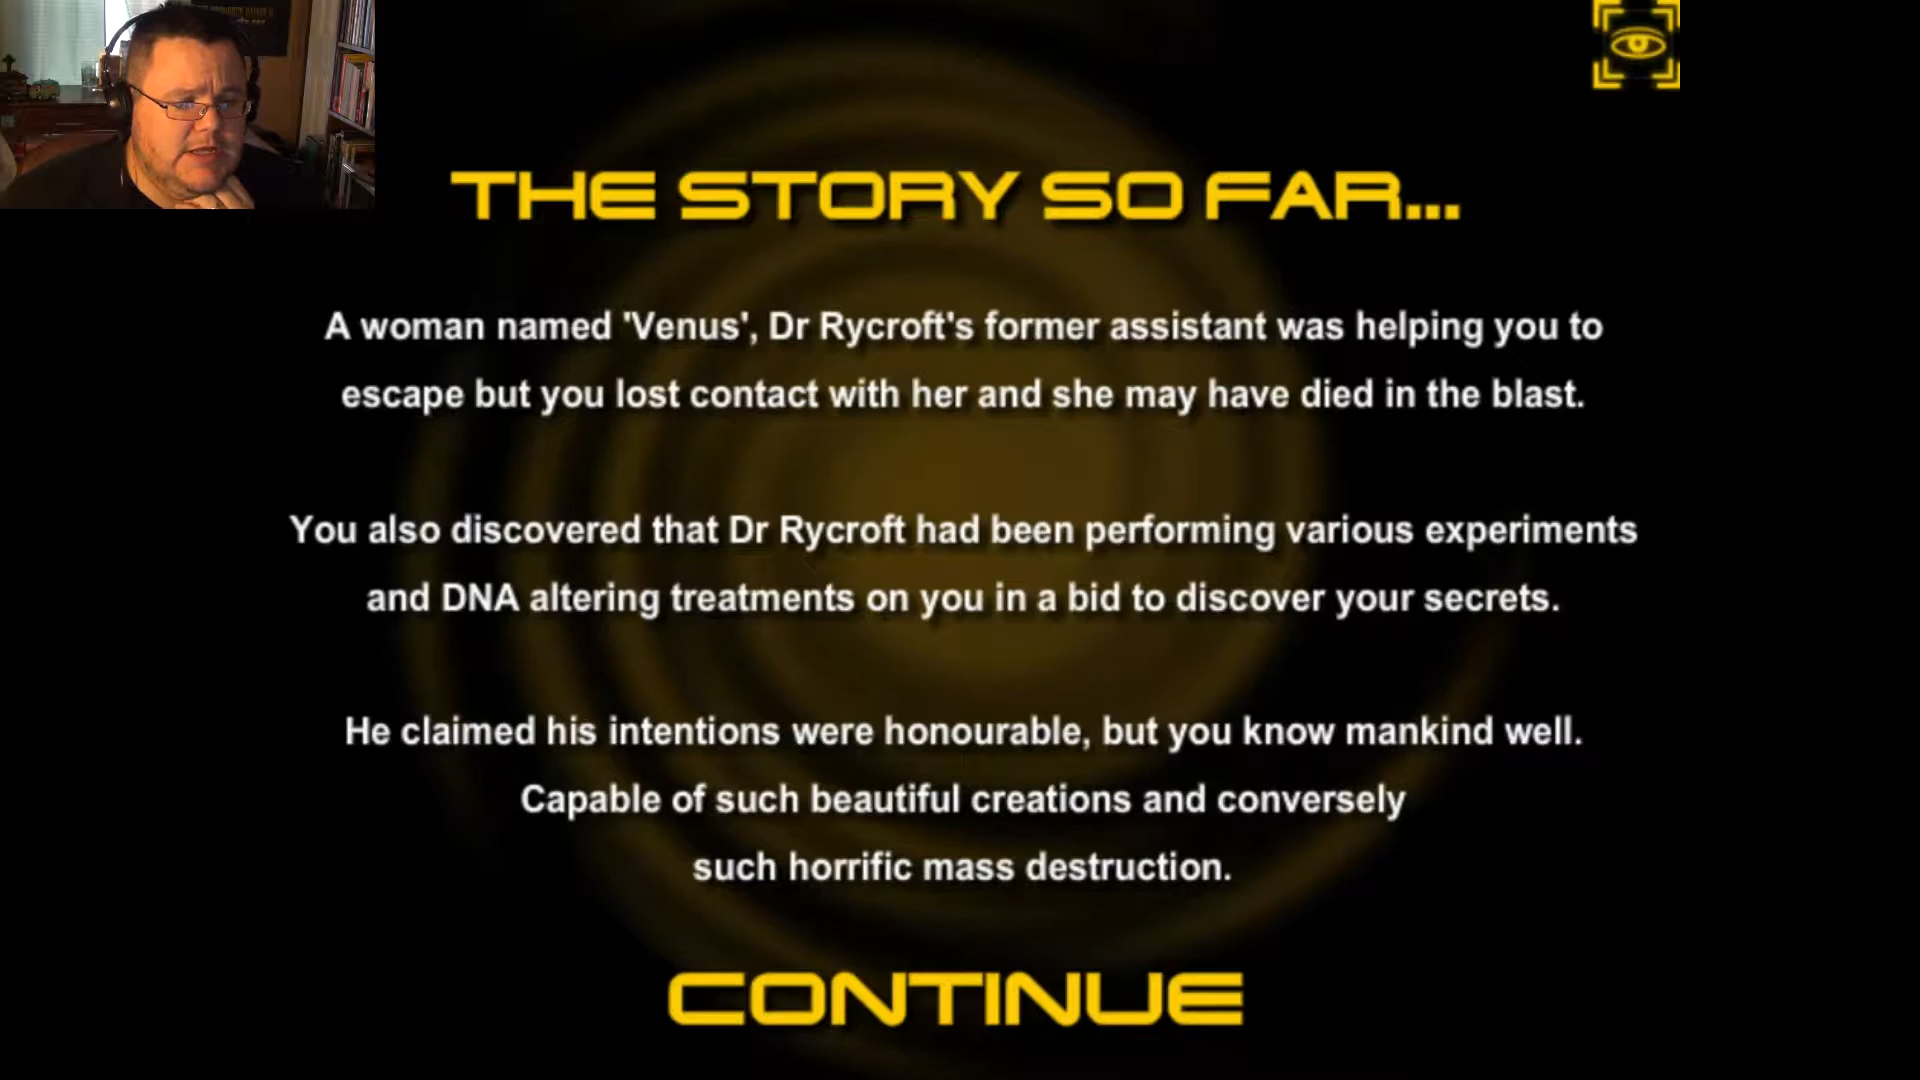 THE STORY SO FAR...
A woman named 'Venus', Dr Rycroft's former assistant was helping you to
escape but you lost contact with her and she may have died in the blast.
You also discovered that Dr Rycroft had been performing various experiments
and DNA altering treatments on you in a bid to discover your secrets.
He claimed his intentions were honourable, but you know mankind well.
Capable of such beautiful creations and conversely
such horrific mass destruction.
CONTINUE